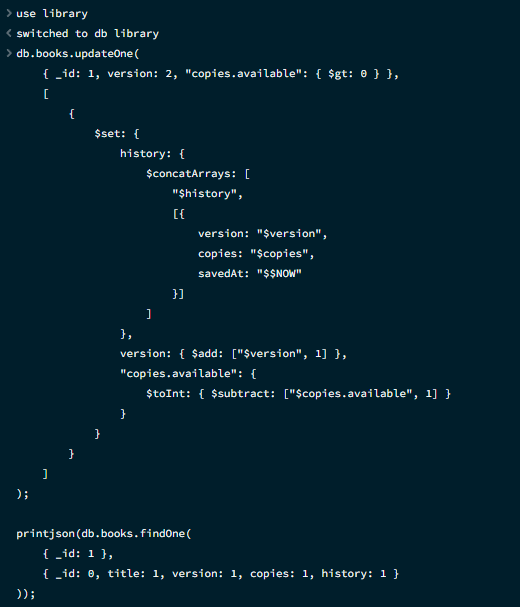 > use library
< switched to db library
> db.books.updateOne(
    { _id: 1, version: 2, "copies.available": { $gt: 0 } },
    [
        {
            $set: {
                history: {
                    $concatArrays: [
                        "$history",
                        [{
                            version: "$version",
                            copies: "$copies",
                            savedAt: "$$NOW"
                        }]
                    ]
                },
                version: { $add: ["$version", 1] },
                "copies.available": {
                    $toInt: { $subtract: ["$copies.available", 1] }
                }
            }
        }
    ]
);

printjson(db.books.findOne(
    { _id: 1 },
    { _id: 0, title: 1, version: 1, copies: 1, history: 1 }
));